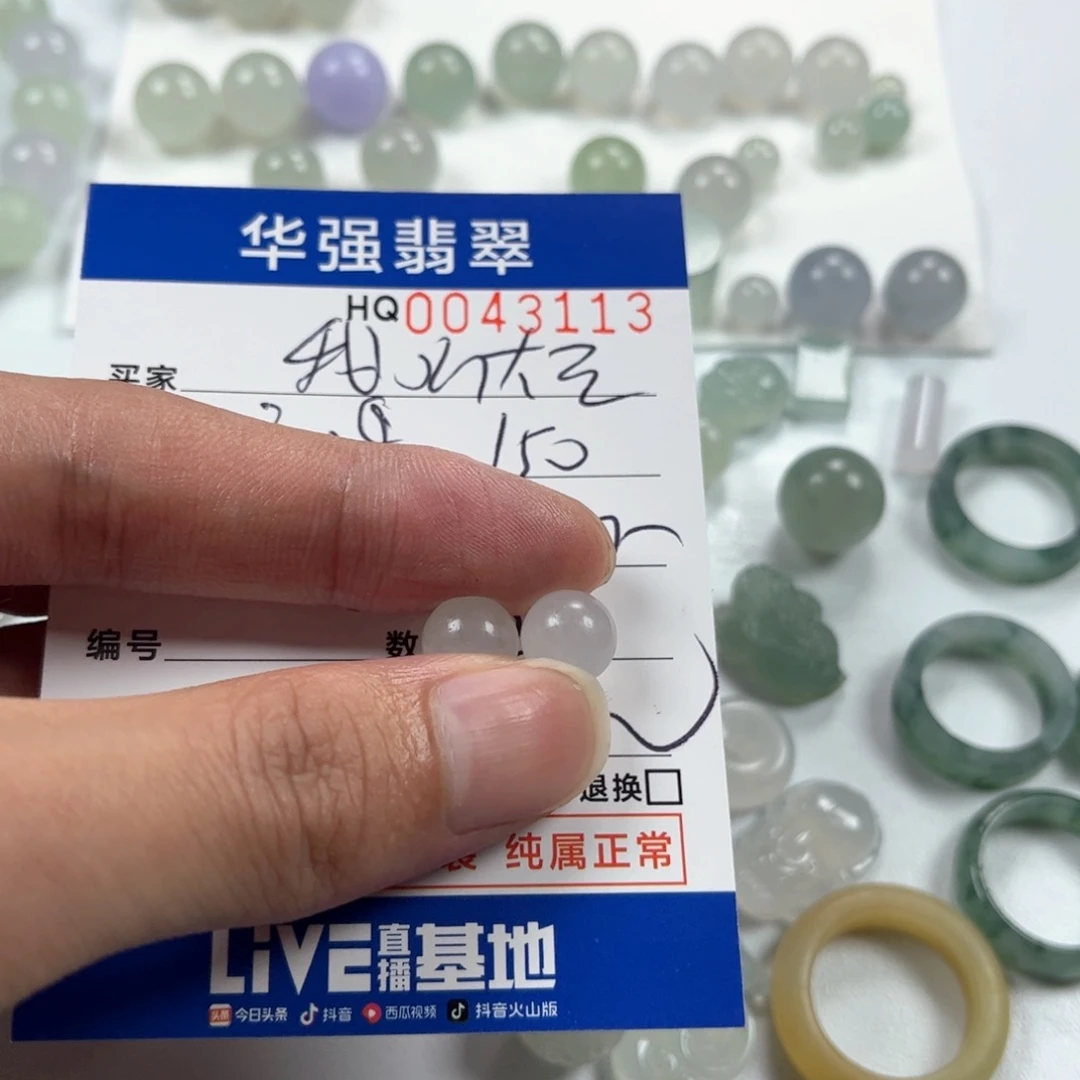 华强翡翠
HQ0043113
买家
150
编号 数
退换
纯属正常
LiVE直播基地
今日头条 抖音 西瓜视频 抖音火山版